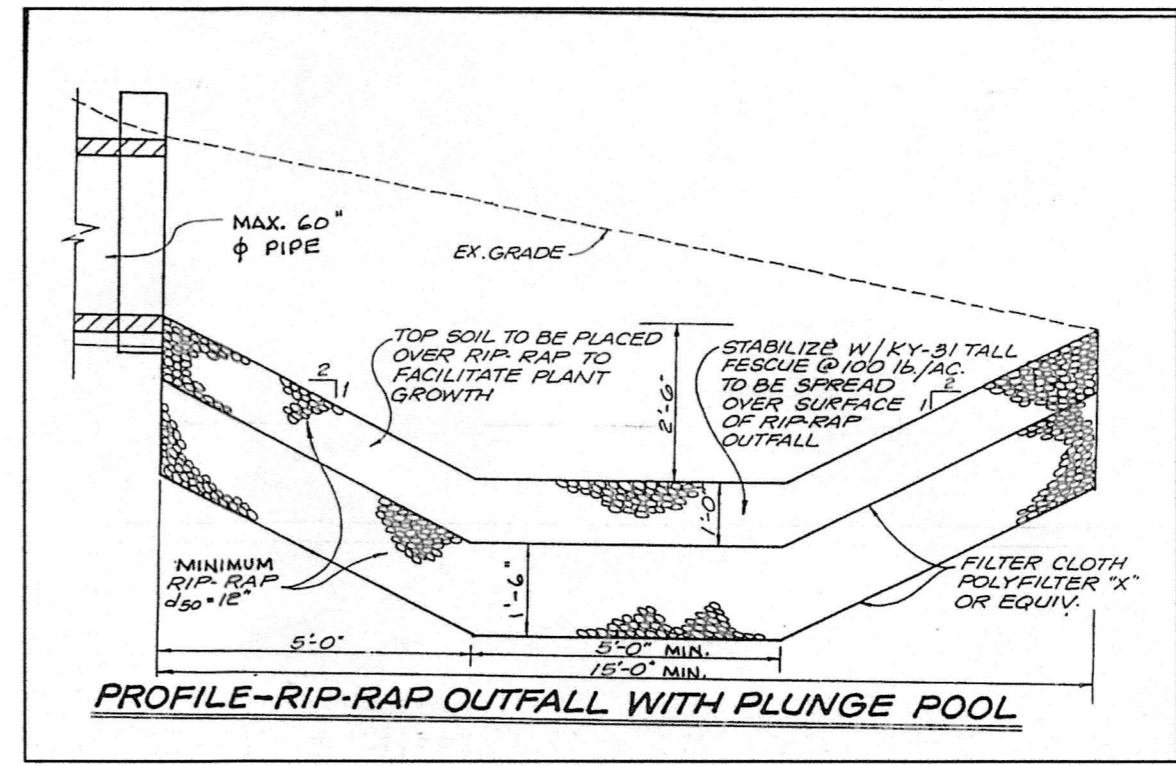 MAX. 60"
ϕ PIPE
EX. GRADE
TOP SOIL TO BE PLACED
OVER RIP-RAP TO
FACILITATE PLANT
GROWTH
2
1
2'-6"
STABILIZE W/ KY-31 TALL
FESCUE @ 100 lb./AC.
TO BE SPREAD
OVER SURFACE
OF RIP-RAP
OUTFALL
2
1
1'-0
MINIMUM
RIP-RAP
d50 = 12"
1'-6"
FILTER CLOTH
POLYFILTER "X"
OR EQUIV.
5'-0"
5'-0" MIN.
15'-0" MIN.
PROFILE-RIP-RAP OUTFALL WITH PLUNGE POOL